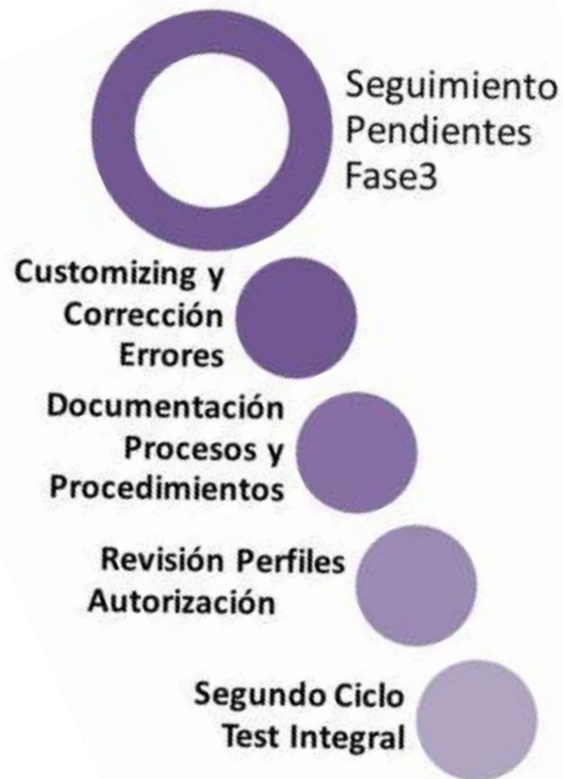 Seguimiento
Pendientes
Fase3
Customizing y
Corrección
Errores
Documentación
Procesos y
Procedimientos
Revisión Perfiles
Autorización
Segundo Ciclo
Test Integral